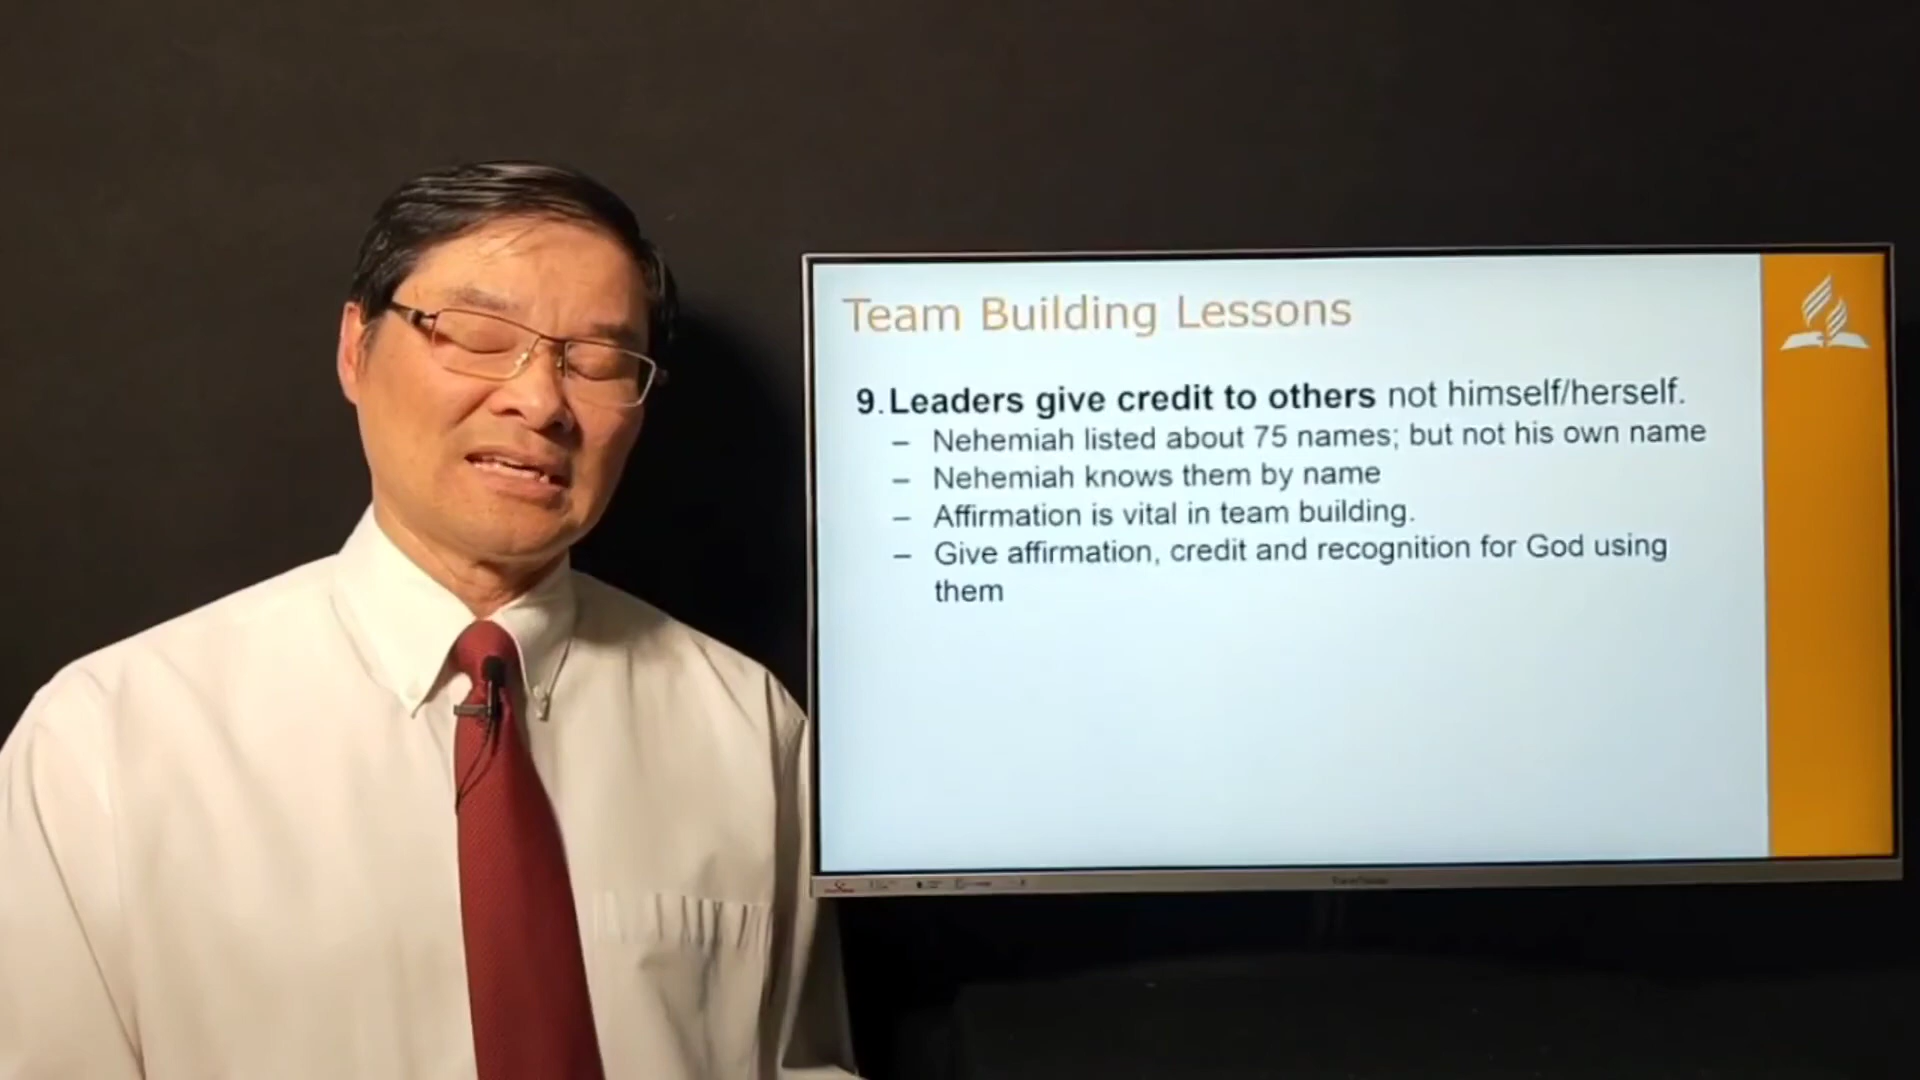 Team Building Lessons
9. Leaders give credit to others not himself/herself.
– Nehemiah listed about 75 names; but not his own name
– Nehemiah knows them by name
– Affirmation is vital in team building.
– Give affirmation, credit and recognition for God using
them